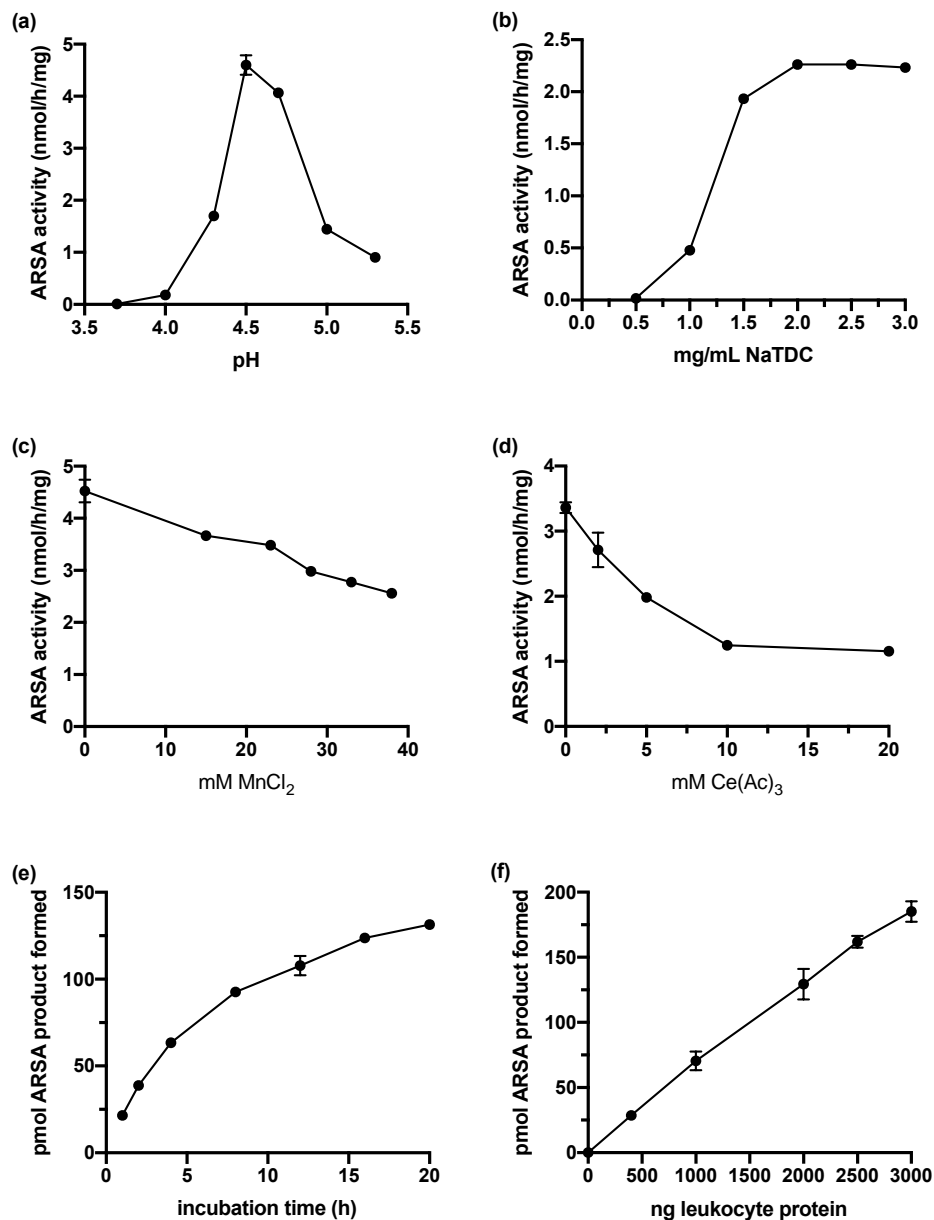 (a)
ARSA activity (nmol/h/mg)
5
4
3
2
1
0
3.5 4.0 4.5 5.0 5.5
pH
(b)
ARSA activity (nmol/h/mg)
2.5
2.0
1.5
1.0
0.5
0.0
0.0 0.5 1.0 1.5 2.0 2.5 3.0
mg/mL NaTDC
(c)
ARSA activity (nmol/h/mg)
5
4
3
2
1
0
0 10 20 30 40
mM MnCl₂
(d)
ARSA activity (nmol/h/mg)
4
3
2
1
0
0 5 10 15 20
mM Ce(Ac)₃
(e)
pmol ARSA product formed
150
100
50
0
0 5 10 15 20
incubation time (h)
(f)
pmol ARSA product formed
200
150
100
50
0
0 500 1000 1500 2000 2500 3000
ng leukocyte protein